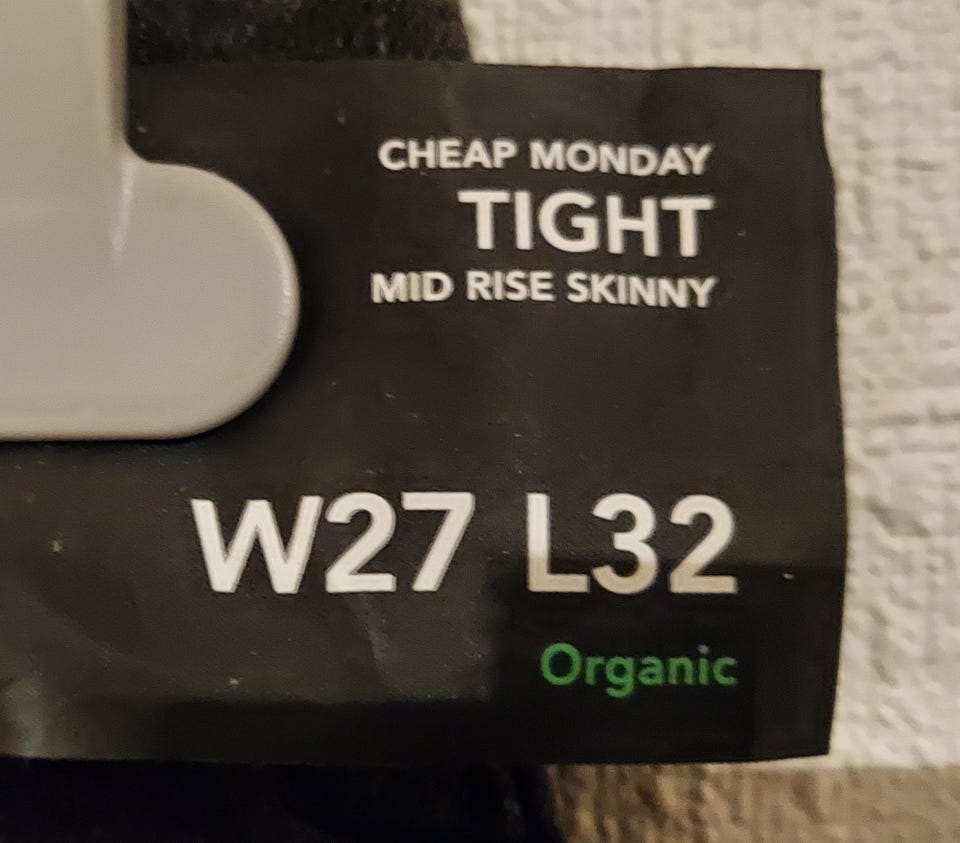 CHEAP MONDAY
TIGHT
MID RISE SKINNY
W27 L32
Organic